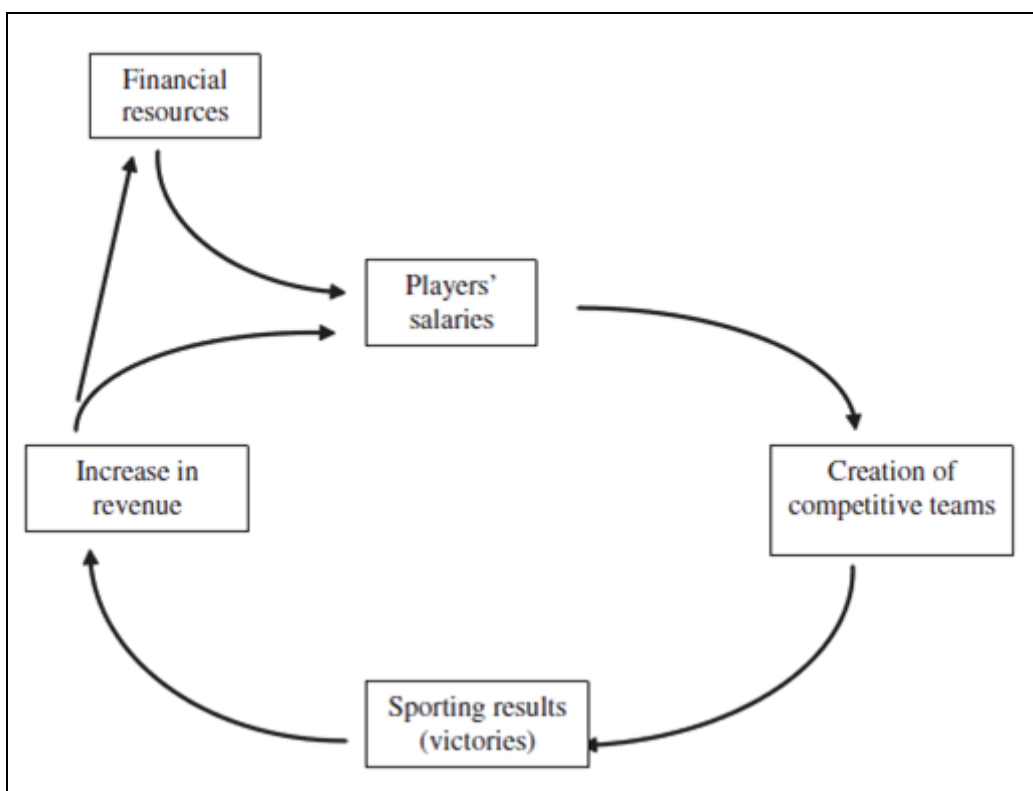 Financial
resources
Players’
salaries
Increase in
revenue
Creation of
competitive teams
Sporting results
(victories)